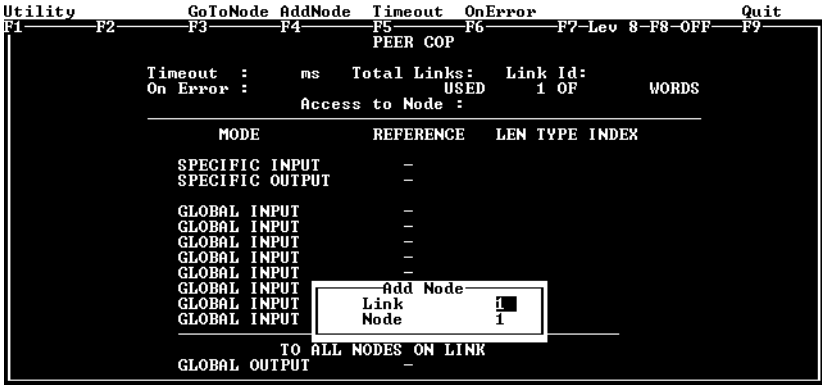 Utility GoToNode AddNode Timeout OnError Quit
F1 F2 F3 F4 F5 F6 F7-Lev 8-F8-OFF F9
PEER COP
Timeout : ms Total Links: Link Id:
On Error : USED 1 OF WORDS
Access to Node :
MODE REFERENCE LEN TYPE INDEX
SPECIFIC INPUT -
SPECIFIC OUTPUT -
GLOBAL INPUT -
GLOBAL INPUT -
GLOBAL INPUT -
GLOBAL INPUT -
GLOBAL INPUT -
GLOBAL INPUT
GLOBAL INPUT
GLOBAL INPUT
Add Node
Link 1
Node 1
TO ALL NODES ON LINK
GLOBAL OUTPUT -